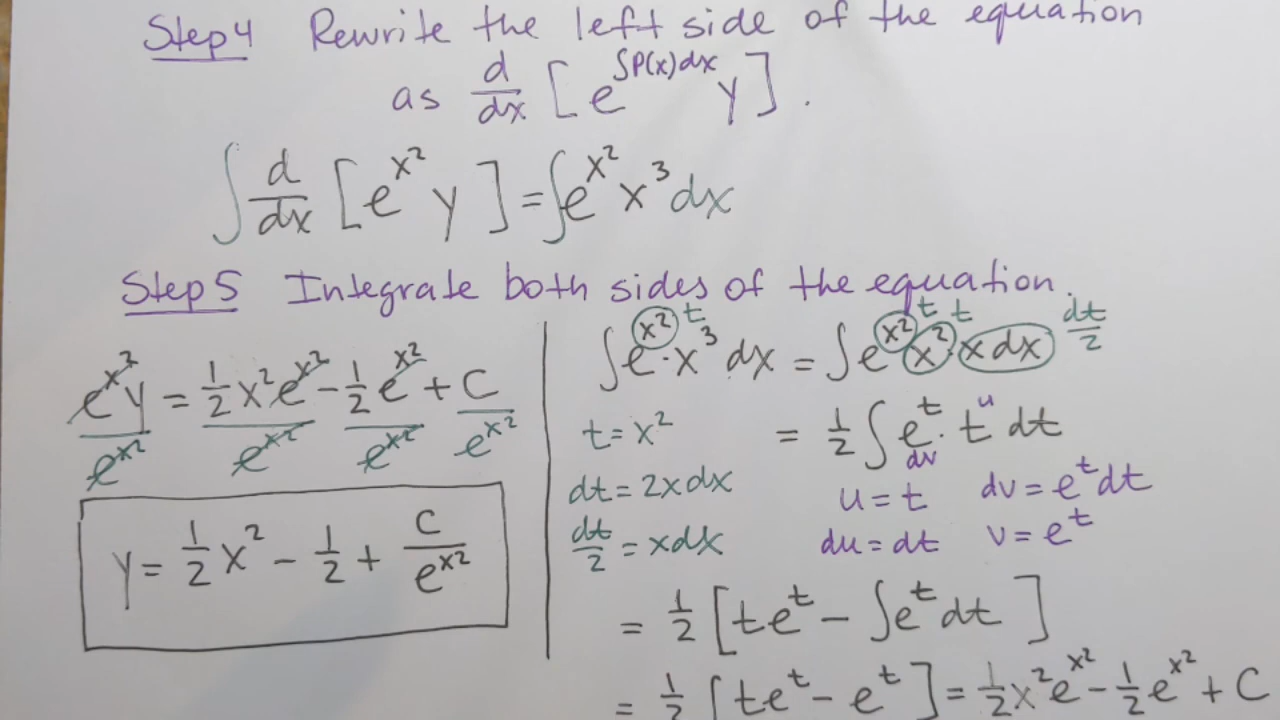 Step 4 Rewrite the left side of the equation
as d/dx [e^∫P(x)dx y].
∫ d/dx [e^x² y] = ∫e^x² x³ dx
Step 5 Integrate both sides of the equation.
e^x² y / e^x² = 1/2 x² e^x² / e^x² - 1/2 e^x² / e^x² + C / e^x²
y = 1/2 x² - 1/2 + C/e^x²
t t t dt/2
∫e^x² · x³ dx = ∫e^x² x² · x dx
t = x²
= 1/2 ∫ e^t · t dt
u
dv
dt = 2x dx
u = t dv = e^t dt
dt/2 = x dx
du = dt v = e^t
= 1/2 [te^t - ∫e^t dt]
= 1/2 [te^t - e^t] = 1/2 x² e^x² - 1/2 e^x² + C